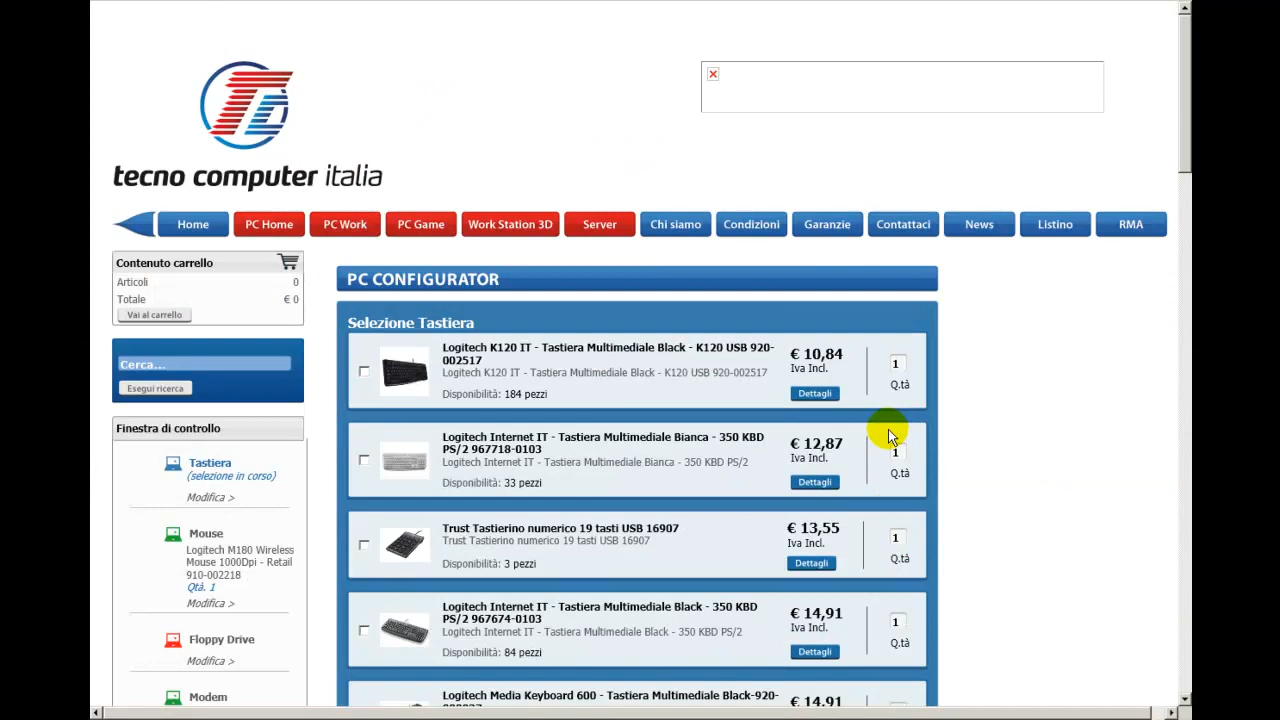 tecno computer italia
Home
PC Home
PC Work
PC Game
Work Station 3D
Server
Chi siamo
Condizioni
Garanzie
Contattaci
News
Listino
RMA
Contenuto carrello
Articoli 0
Totale € 0
Vai al carrello
Cerca...
Esegui ricerca
Finestra di controllo
Tastiera
(selezione in corso)
Modifica >
Mouse
Logitech M180 Wireless
Mouse 1000Dpi - Retail
910-002218
Qtà. 1
Modifica >
Floppy Drive
Modifica >
Modem
PC CONFIGURATOR
Selezione Tastiera
Logitech K120 IT - Tastiera Multimediale Black - K120 USB 920-
002517
Logitech K120 IT - Tastiera Multimediale Black - K120 USB 920-002517
Disponibilità: 184 pezzi
€ 10,84
Iva Incl.
Dettagli
1
Q.tà
Logitech Internet IT - Tastiera Multimediale Bianca - 350 KBD
PS/2 967718-0103
Logitech Internet IT - Tastiera Multimediale Bianca - 350 KBD PS/2
Disponibilità: 33 pezzi
€ 12,87
Iva Incl.
Dettagli
1
Q.tà
Trust Tastierino numerico 19 tasti USB 16907
Trust Tastierino numerico 19 tasti USB 16907
Disponibilità: 3 pezzi
€ 13,55
Iva Incl.
Dettagli
1
Q.tà
Logitech Internet IT - Tastiera Multimediale Black - 350 KBD
PS/2 967674-0103
Logitech Internet IT - Tastiera Multimediale Black - 350 KBD PS/2
Disponibilità: 84 pezzi
€ 14,91
Iva Incl.
Dettagli
1
Q.tà
Logitech Media Keyboard 600 - Tastiera Multimediale Black-920-
€ 14,91